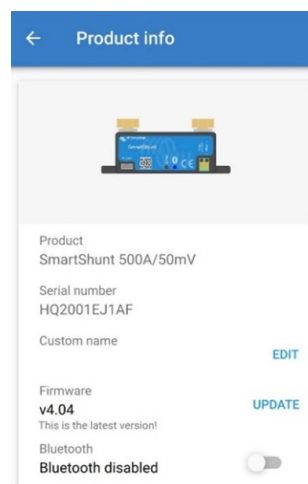 Product info
SmartShunt
Product
SmartShunt 500A/50mV
Serial number
HQ2001EJ1AF
Custom name
EDIT
Firmware
v4.04
UPDATE
This is the latest version!
Bluetooth
Bluetooth disabled